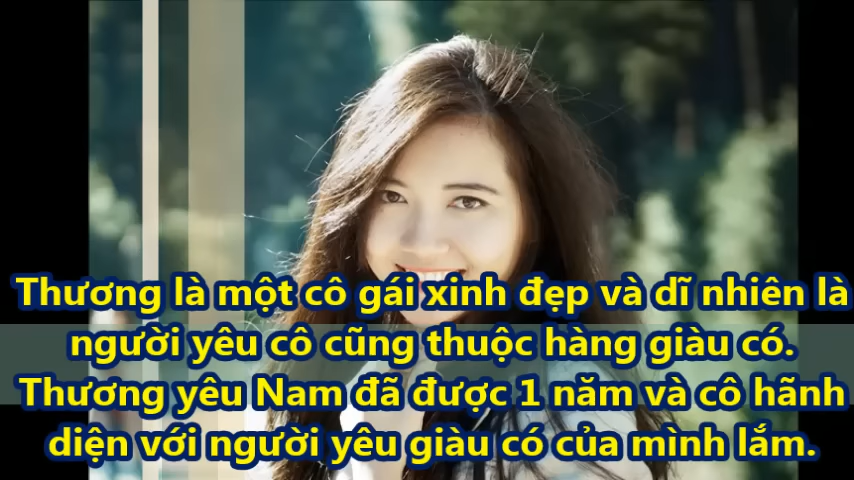 Thương là một cô gái xinh đẹp và dĩ nhiên là
người yêu cô cũng thuộc hàng giàu có.
Thương yêu Nam đã được 1 năm và cô hãnh
diện với người yêu giàu có của mình lắm.